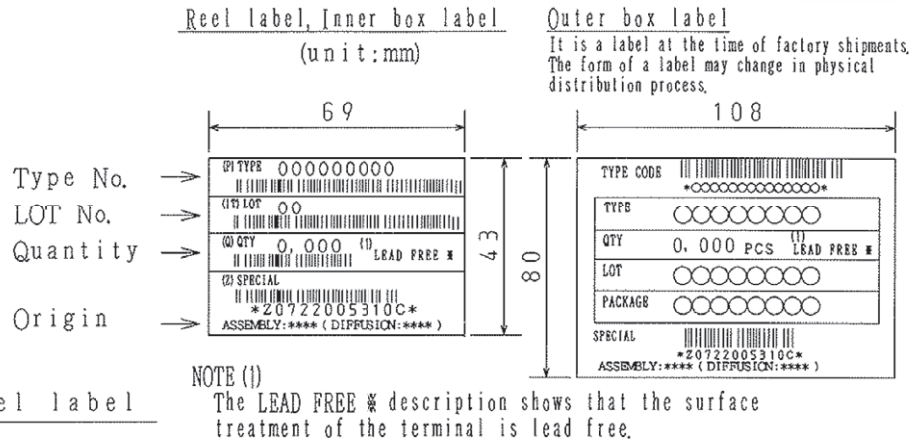 Reel label, Inner box label
(unit:mm)
Outer box label
It is a label at the time of factory shipments.
The form of a label may change in physical
distribution process.
69
108
Type No.
LOT No.
Quantity
Origin
(P) TYPE 000000000
(1T) LOT 00
(Q) QTY 0,000 (1) LEAD FREE ※
(Z) SPECIAL
*Z0722005310C*
ASSEMBLY:**** (DIFFUSION:****)
43
80
TYPE CODE
*○○○○○○○○○○○○○*
TYPE ○○○○○○○○
QTY 0,000 PCS (1) LEAD FREE ※
LOT ○○○○○○○○
PACKAGE ○○○○○○○○
SPECIAL
*Z0722005310C*
ASSEMBLY:**** (DIFFUSION:****)
NOTE (1)
The LEAD FREE ※ description shows that the surface
treatment of the terminal is lead free.
el label